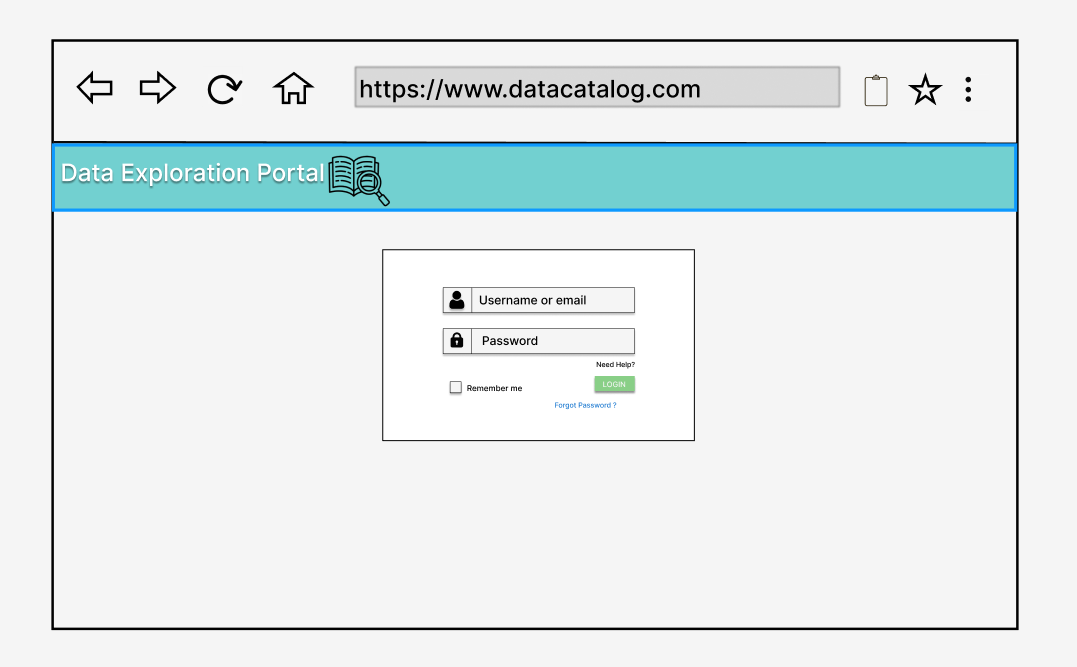 https://www.datacatalog.com
Data Exploration Portal
Username or email
Password
Need Help?
Remember me
LOGIN
Forgot Password ?